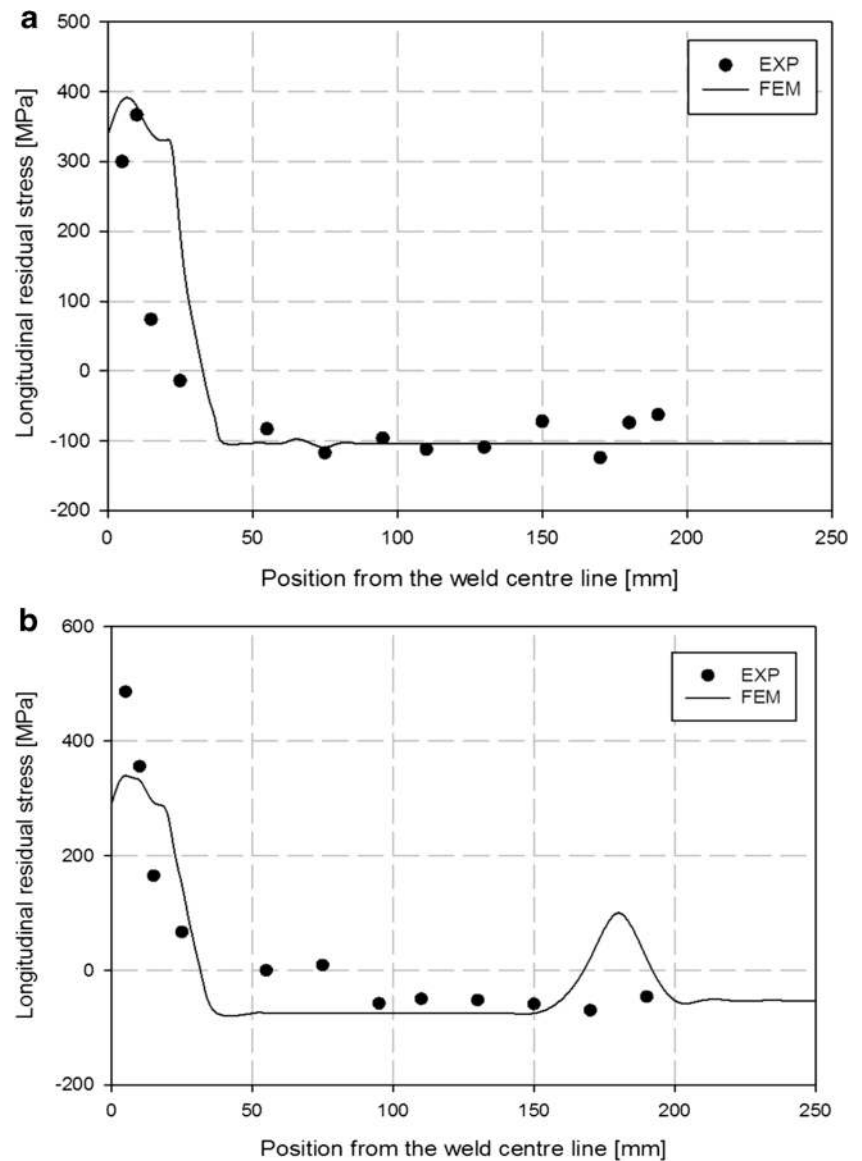 a
500
400
300
200
100
0
-100
-200
Longitudinal residual stress [MPa]
EXP
FEM
0 50 100 150 200 250
Position from the weld centre line [mm]
b
600
400
200
0
-200
Longitudinal residual stress [MPa]
EXP
FEM
0 50 100 150 200 250
Position from the weld centre line [mm]